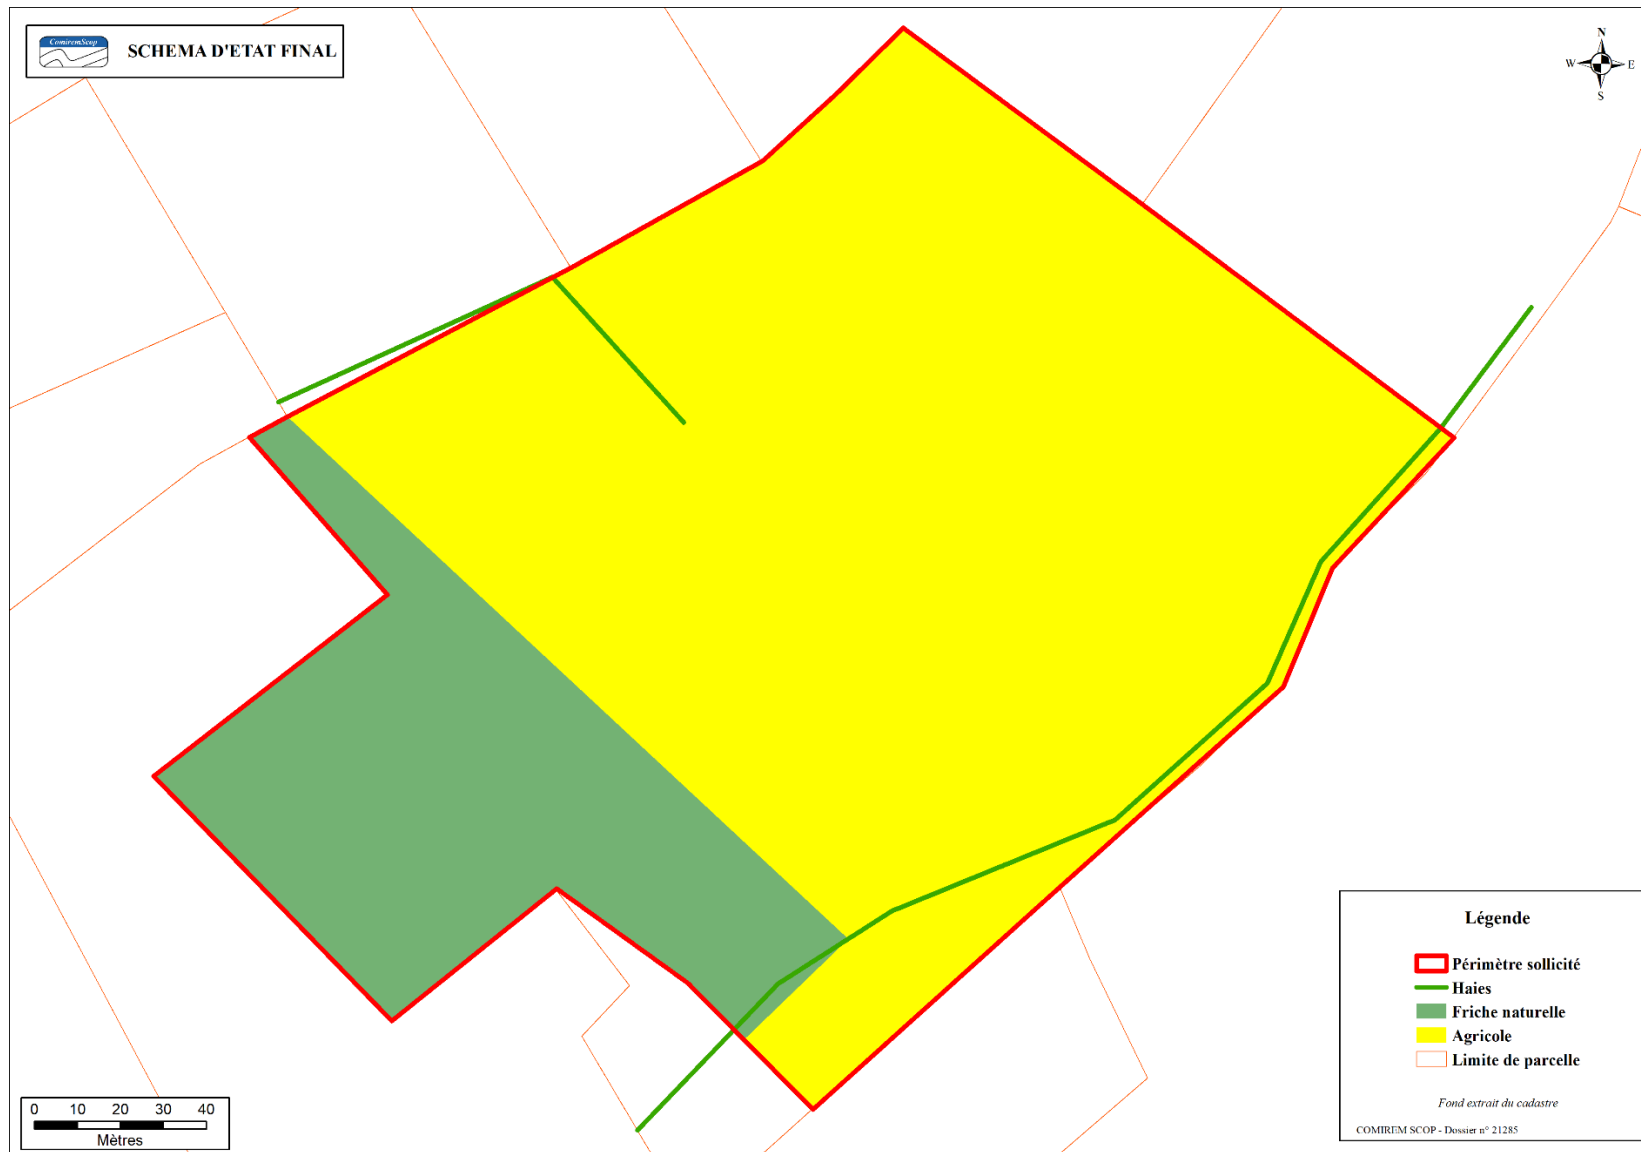 ComiremScop
SCHEMA D'ETAT FINAL
N
W E
S
Légende
Périmètre sollicité
Haies
Friche naturelle
Agricole
Limite de parcelle
Fond extrait du cadastre
COMIREM SCOP - Dossier n° 21285
0 10 20 30 40
Mètres